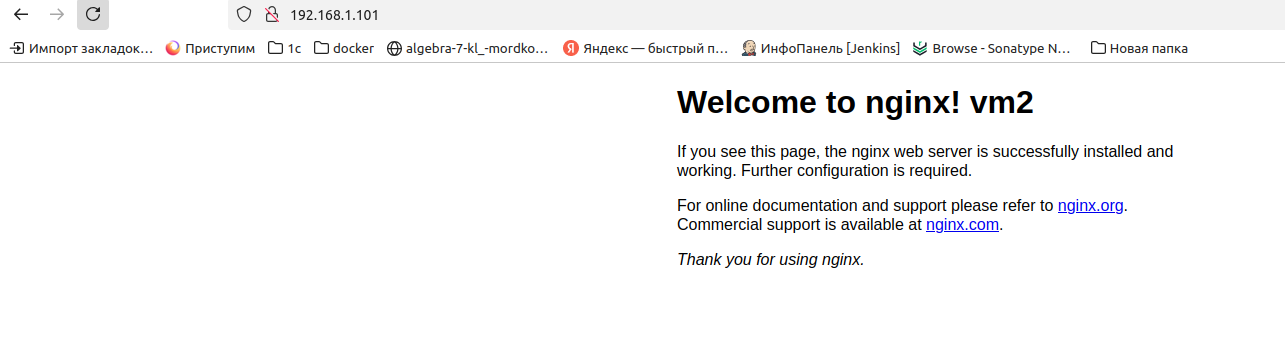 192.168.1.101
Импорт закладок… Приступим 1c docker algebra-7-kl_-mordko… Яндекс — быстрый п… ИнфоПанель [Jenkins] Browse - Sonatype N… Новая папка
Welcome to nginx! vm2
If you see this page, the nginx web server is successfully installed and
working. Further configuration is required.
For online documentation and support please refer to nginx.org.
Commercial support is available at nginx.com.
Thank you for using nginx.